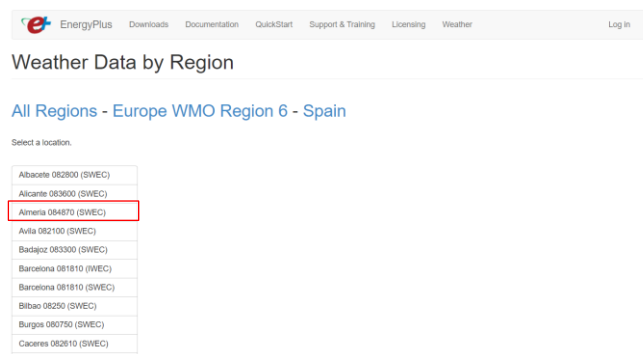 EnergyPlus Downloads Documentation QuickStart Support & Training Licensing Weather Log in
Weather Data by Region
All Regions - Europe WMO Region 6 - Spain
Select a location.
Albacete 082800 (SWEC)
Alicante 083600 (SWEC)
Almeria 084870 (SWEC)
Avila 082100 (SWEC)
Badajoz 083300 (SWEC)
Barcelona 081810 (IWEC)
Barcelona 081810 (SWEC)
Bilbao 08250 (SWEC)
Burgos 080750 (SWEC)
Caceres 082610 (SWEC)